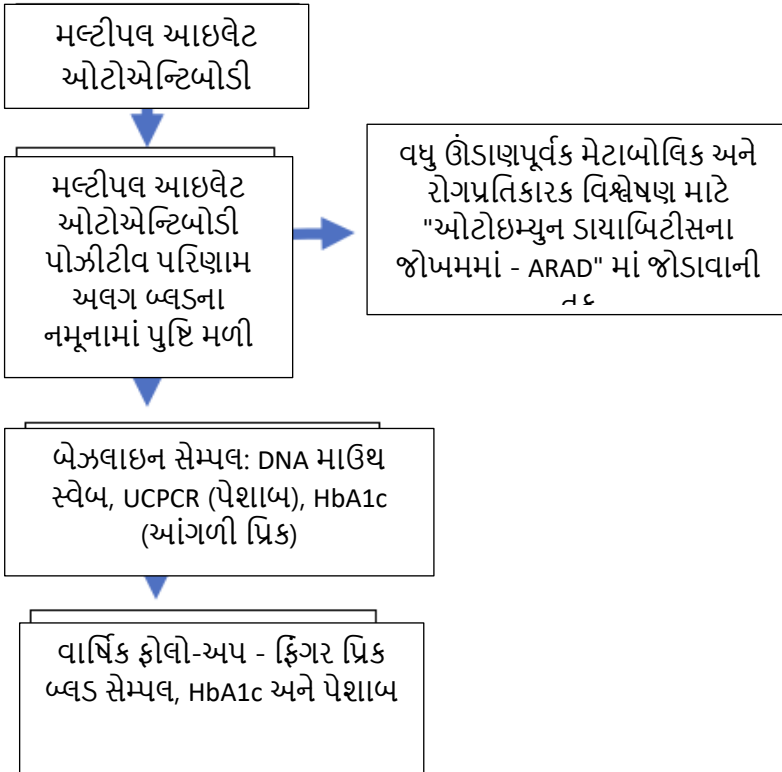 મલ્ટીપલ આઇલેટ
ઓટોએન્ટિબોડી
મલ્ટીપલ આઇલેટ
ઓટોએન્ટિબોડી
પોઝીટીવ પરિણામ
અલગ બ્લડના
નમૂનામાં પુષ્ટિ મળી
વધુ ઊંડાણપૂર્વક મેટાબોલિક અને
રોગપ્રતિકારક વિશ્લેષણ માટે
"ઓટોઇમ્યુન ડાયાબિટીસના
જોખમમાં - ARAD" માં જોડાવાની
બેઝલાઇન સેમ્પલ: DNA માઉથ
સ્વેબ, UCPCR (પેશાબ), HbA1c
(આંગળી પ્રિક)
વાર્ષિક ફોલો-અપ - ફિંગર પ્રિક
બ્લડ સેમ્પલ, HbA1c અને પેશાબ